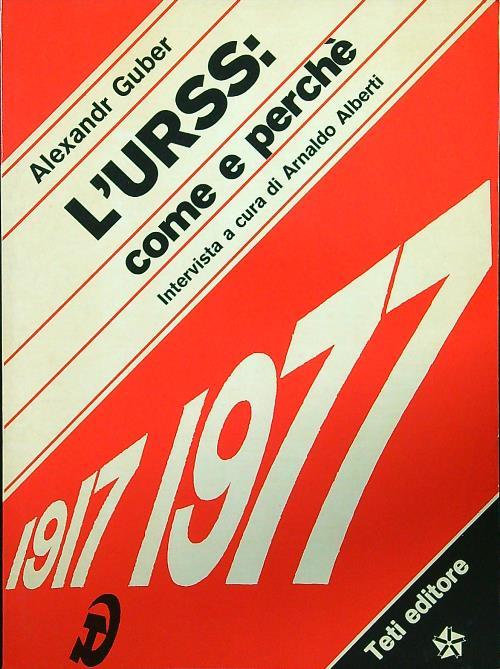 Alexandr Guber
L'URSS:
come e perchè
Intervista a cura di Arnaldo Alberti
1917 1977
Teti editore